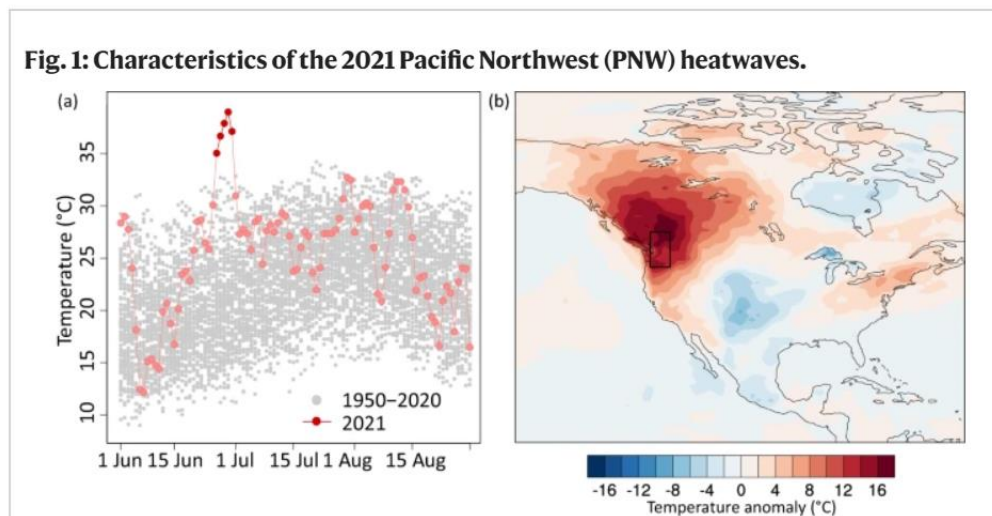 Fig. 1: Characteristics of the 2021 Pacific Northwest (PNW) heatwaves.
(a)
Temperature (°C)
35
30
25
20
15
10
1950–2020
2021
1 Jun 15 Jun 1 Jul 15 Jul 1 Aug 15 Aug
(b)
-16 -12 -8 -4 0 4 8 12 16
Temperature anomaly (°C)